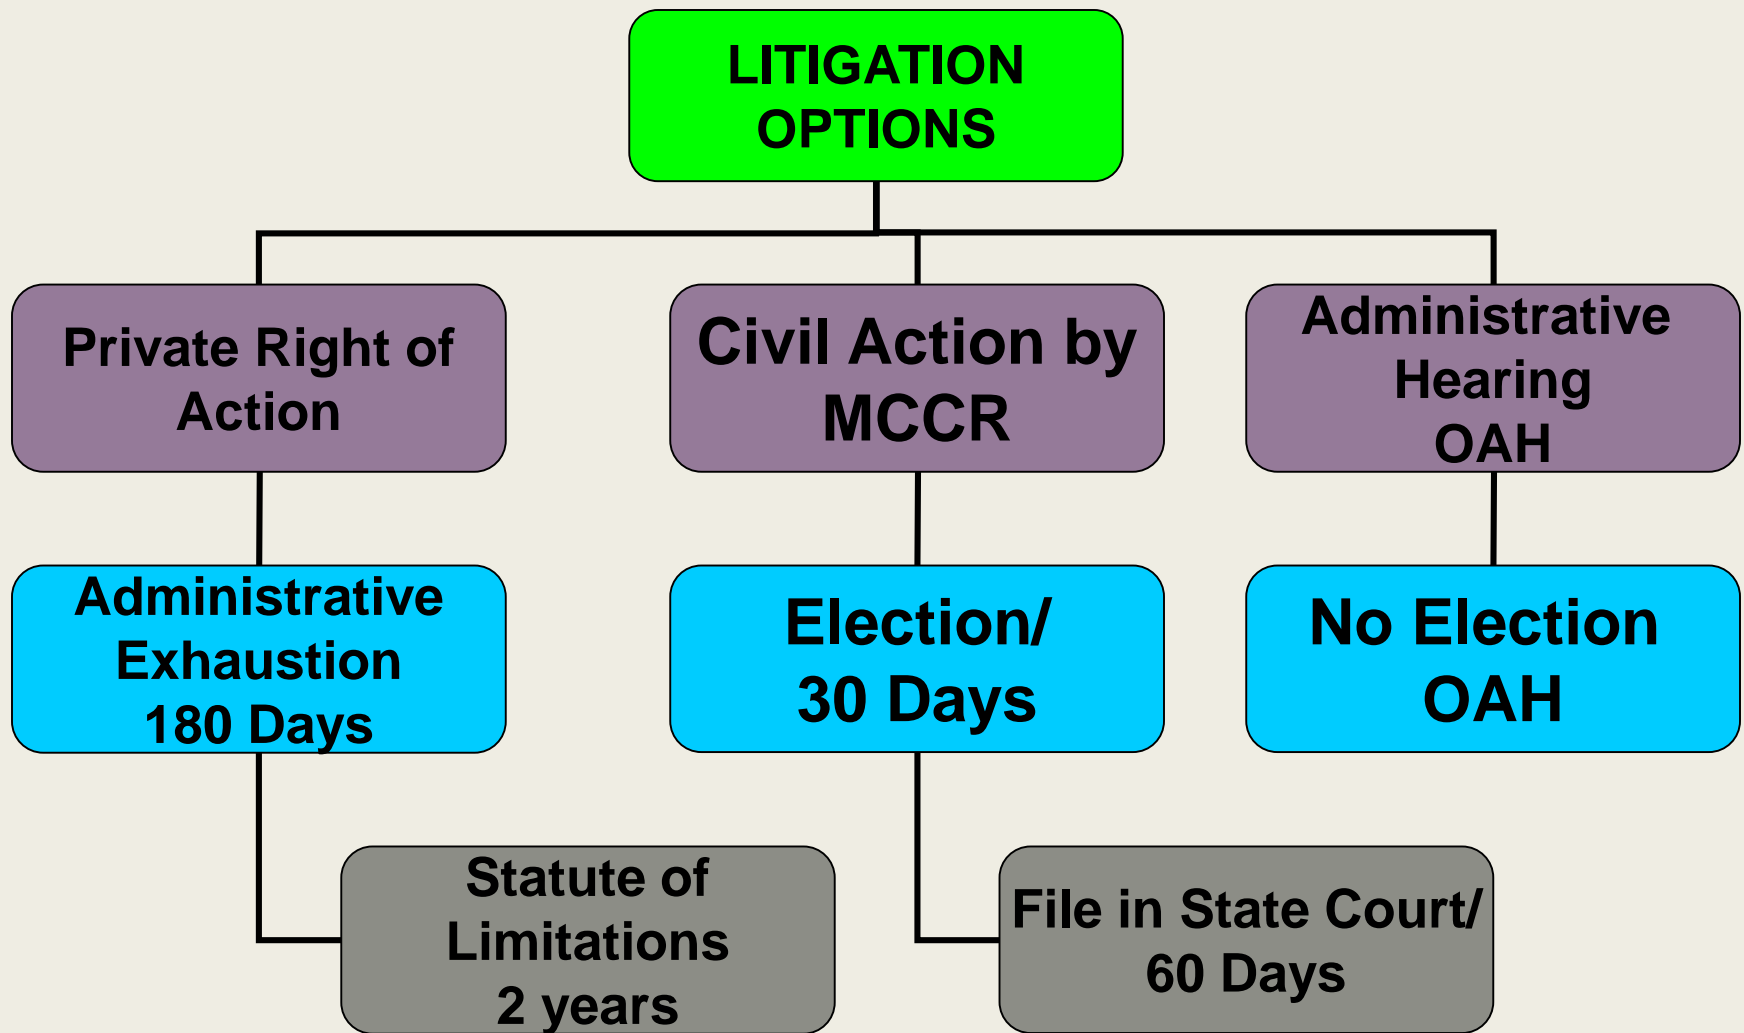 LITIGATION
OPTIONS
Private Right of
Action
Civil Action by
MCCR
Administrative
Hearing
OAH
Administrative
Exhaustion
180 Days
Election/
30 Days
No Election
OAH
Statute of
Limitations
2 years
File in State Court/
60 Days